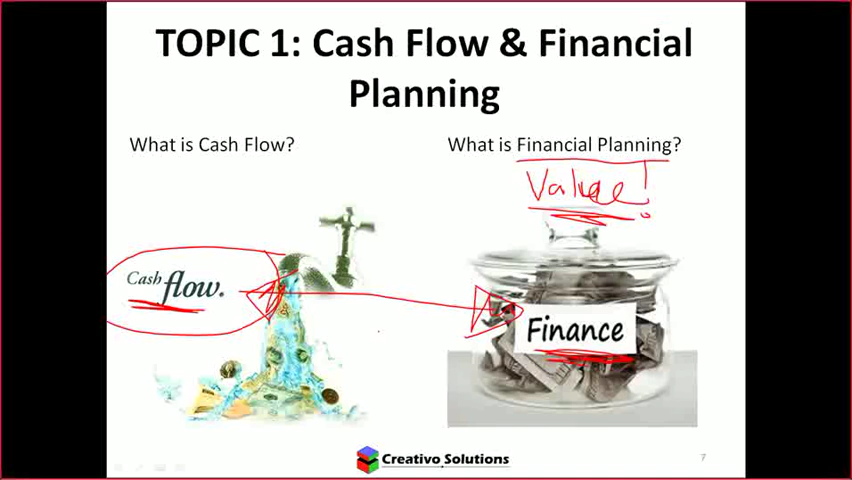 TOPIC 1: Cash Flow & Financial
Planning
What is Cash Flow?
What is Financial Planning?
Value!
Cash flow.
Finance
Creativo Solutions
7